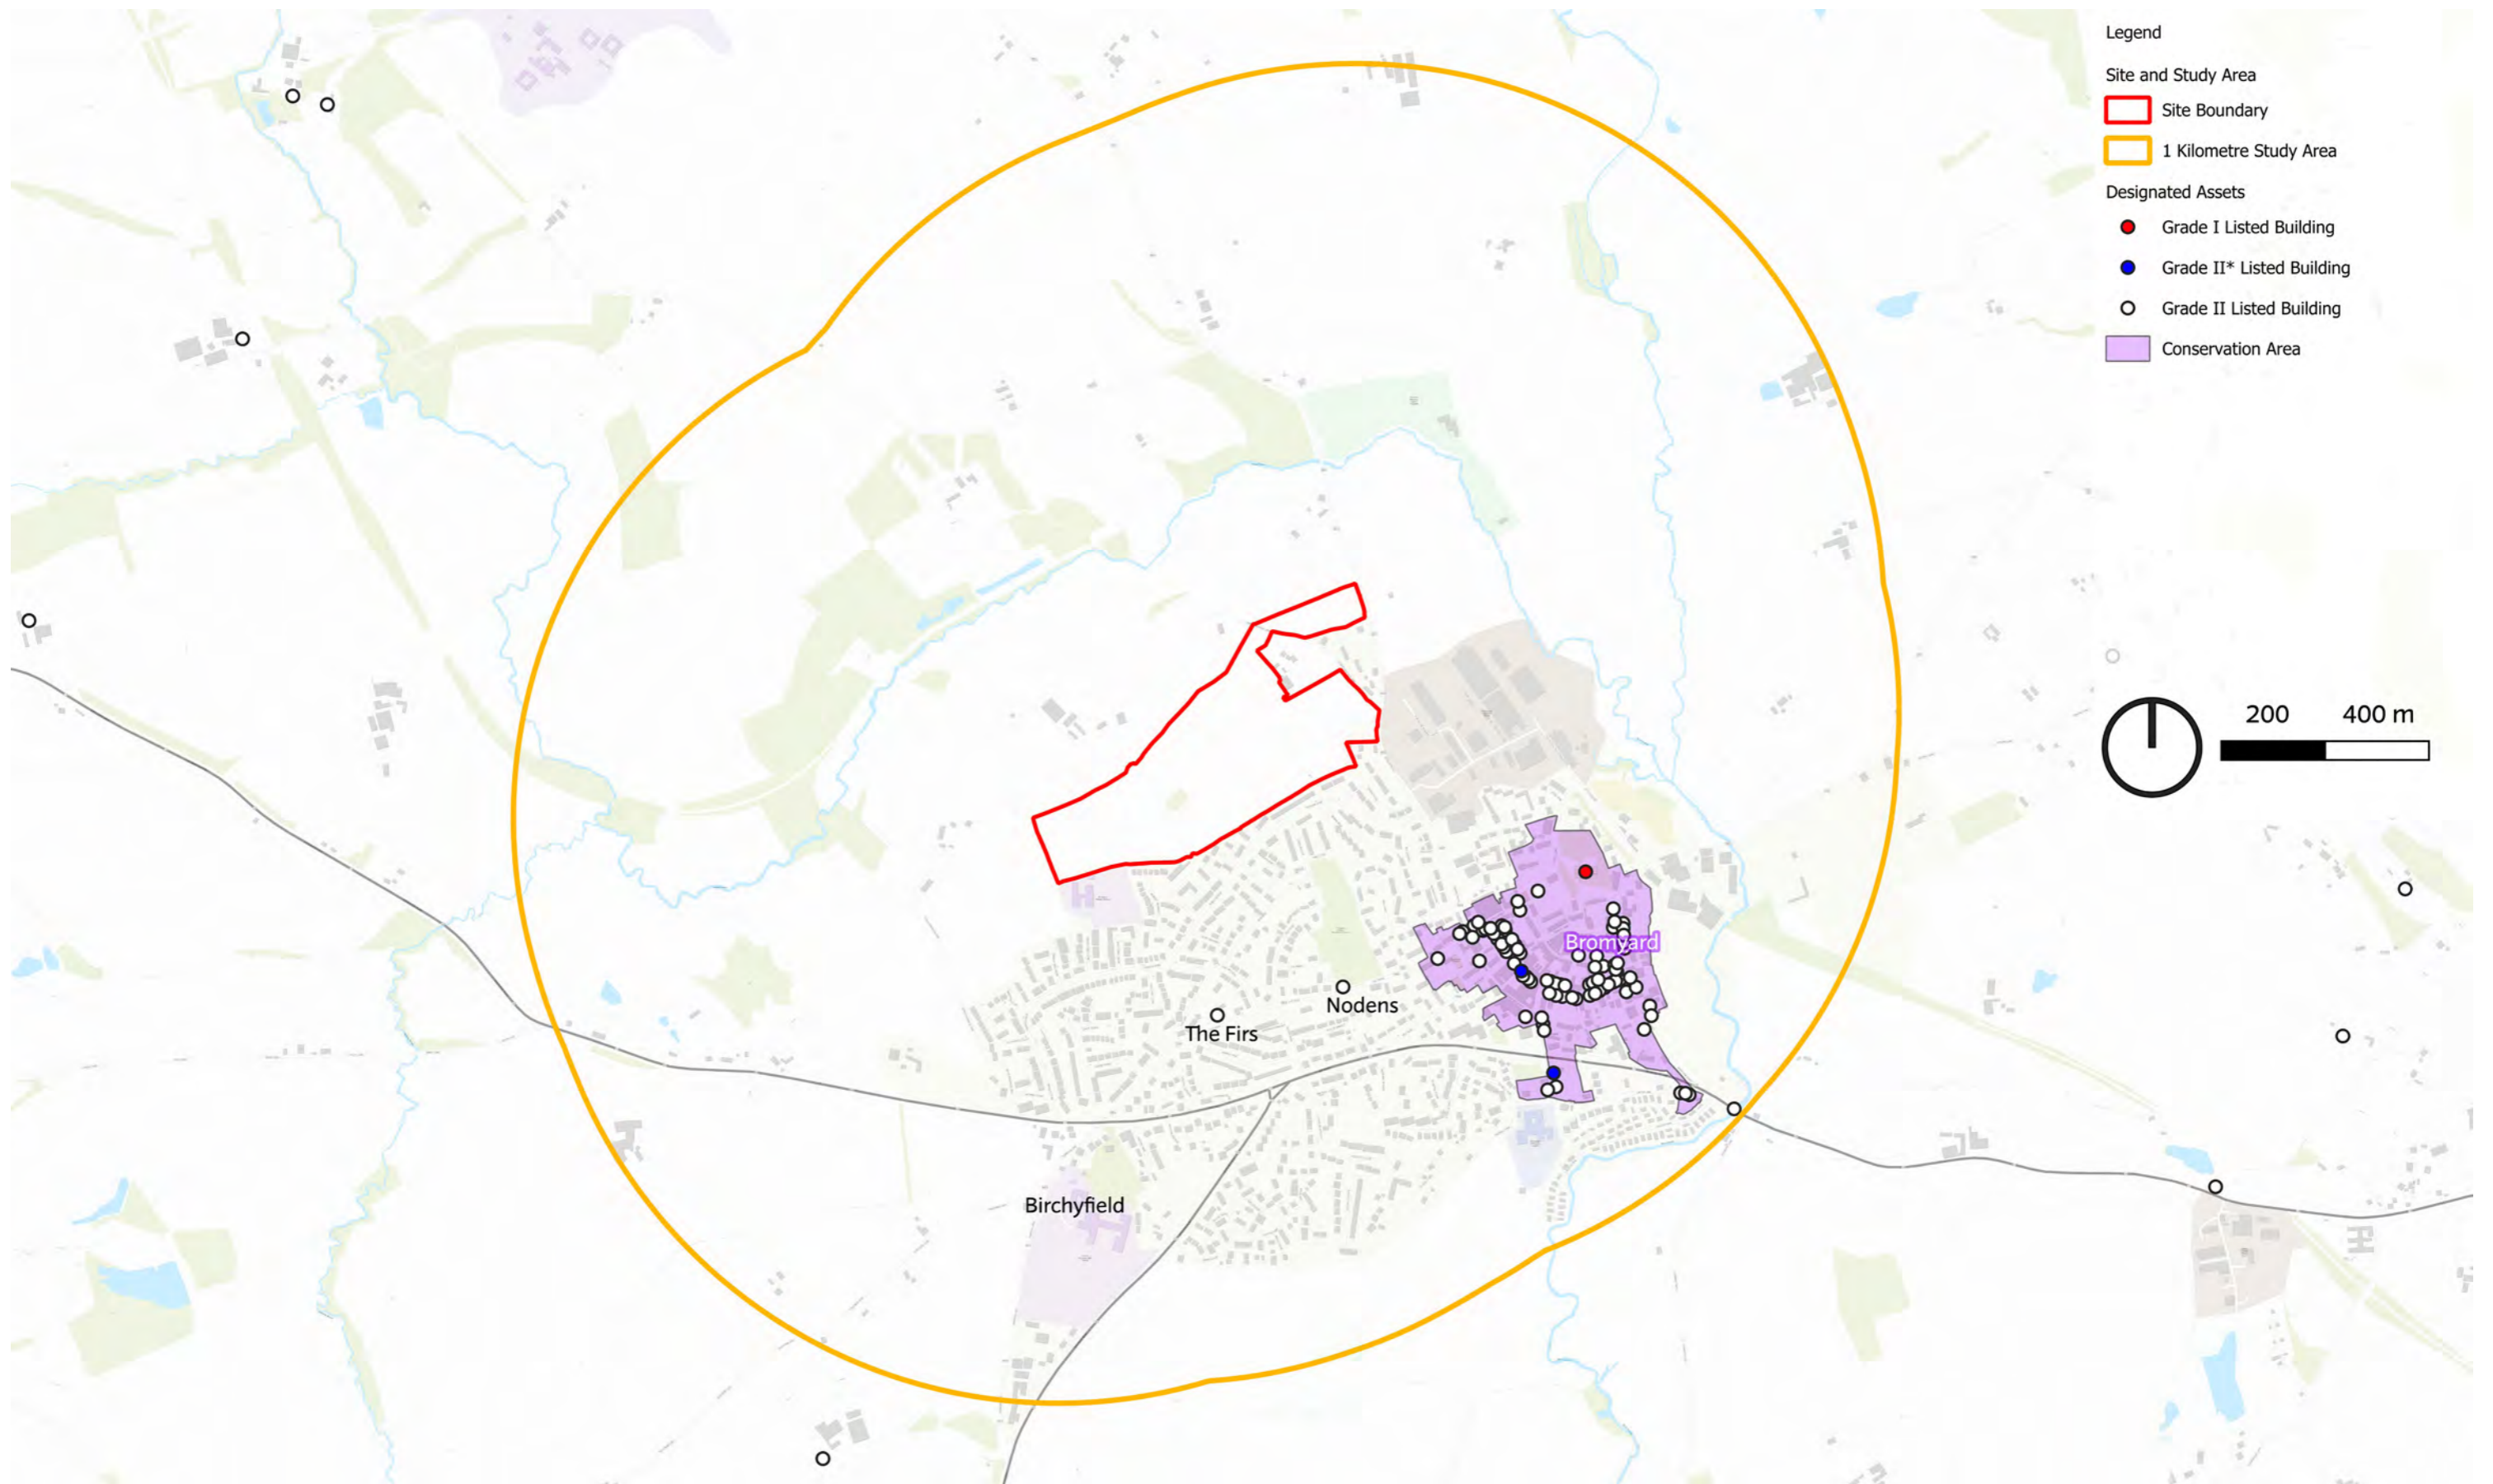 Legend
Site and Study Area
Site Boundary
1 Kilometre Study Area
Designated Assets
Grade I Listed Building
Grade II* Listed Building
Grade II Listed Building
Conservation Area
200 400 m
Bromyard
Nodens
The Firs
Birchyfield